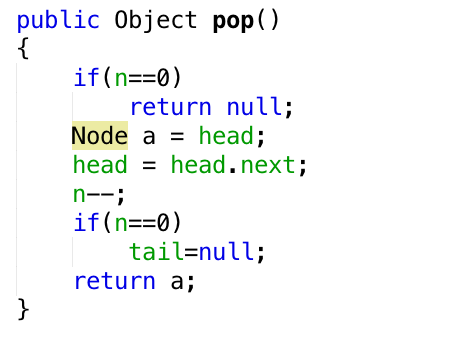 public Object pop()
{
    if(n==0)
        return null;
    Node a = head;
    head = head.next;
    n--;
    if(n==0)
        tail=null;
    return a;
}